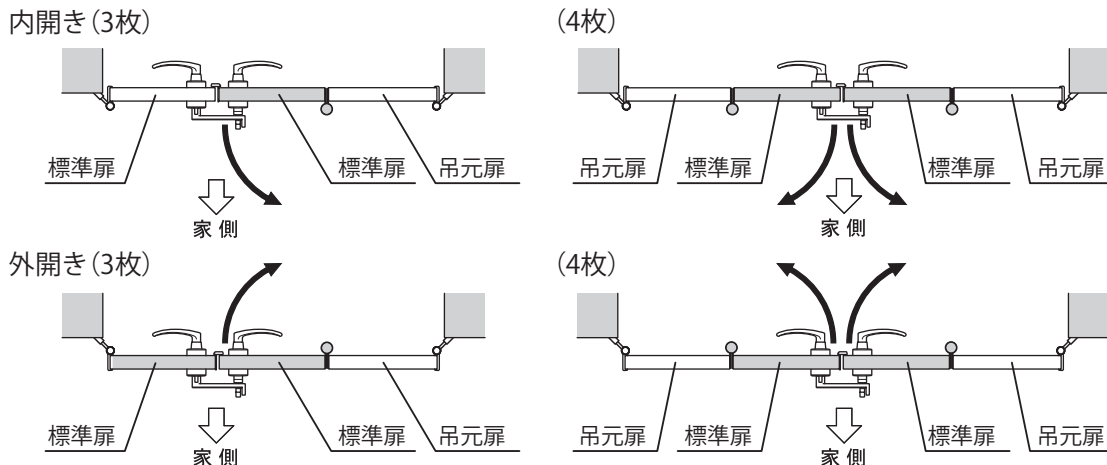 内開き（3枚）
（4枚）
標準扉 標準扉 吊元扉
家 側
吊元扉 標準扉 標準扉 吊元扉
家 側
外開き（3枚）
（4枚）
標準扉 標準扉 吊元扉
家 側
吊元扉 標準扉 標準扉 吊元扉
家 側